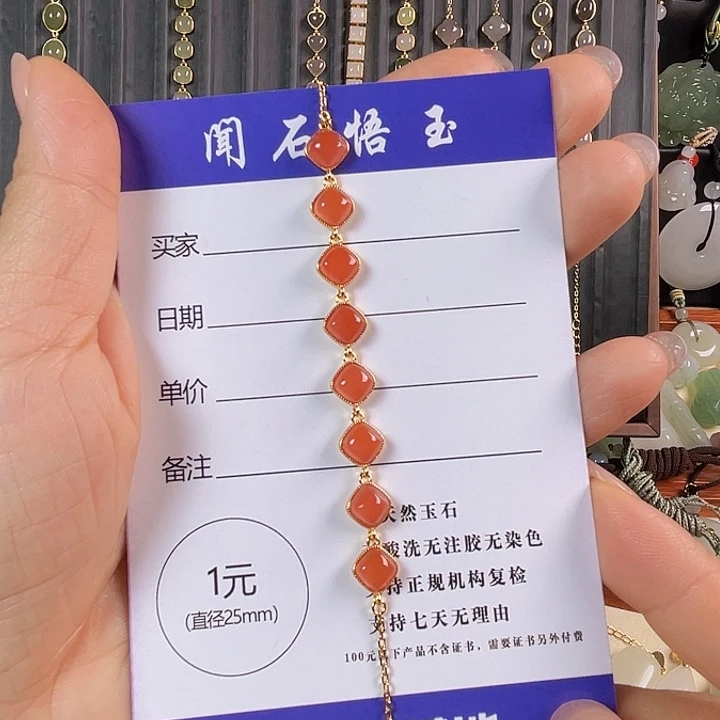 聞石悟玉
买家
日期
单价
备注
天然玉石
酸洗无注胶无染色
持正规机构复检
支持七天无理由
100元下产品不含证书，需要证书另外付费
1元
(直径25mm)